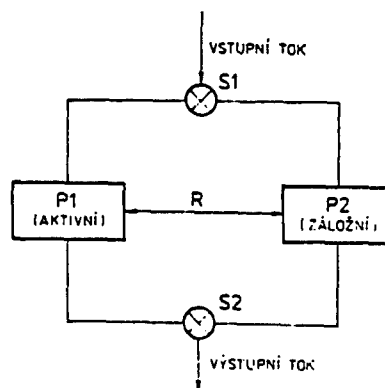 VSTUPNÍ TOK
S1
P1
(AKTIVNÍ)
R
P2
(ZÁLOŽNÍ)
S2
VÝSTUPNÍ TOK